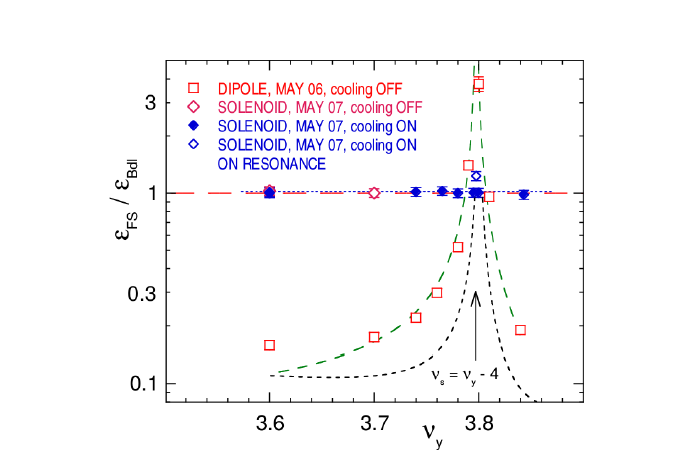 DIPOLE, MAY 06, cooling OFF
SOLENOID, MAY 07, cooling OFF
SOLENOID, MAY 07, cooling ON
SOLENOID, MAY 07, cooling ON
ON RESONANCE
ε_FS / ε_Bdl
3
1
0.3
0.1
ν_s = ν_y - 4
3.6 3.7 3.8
ν_y